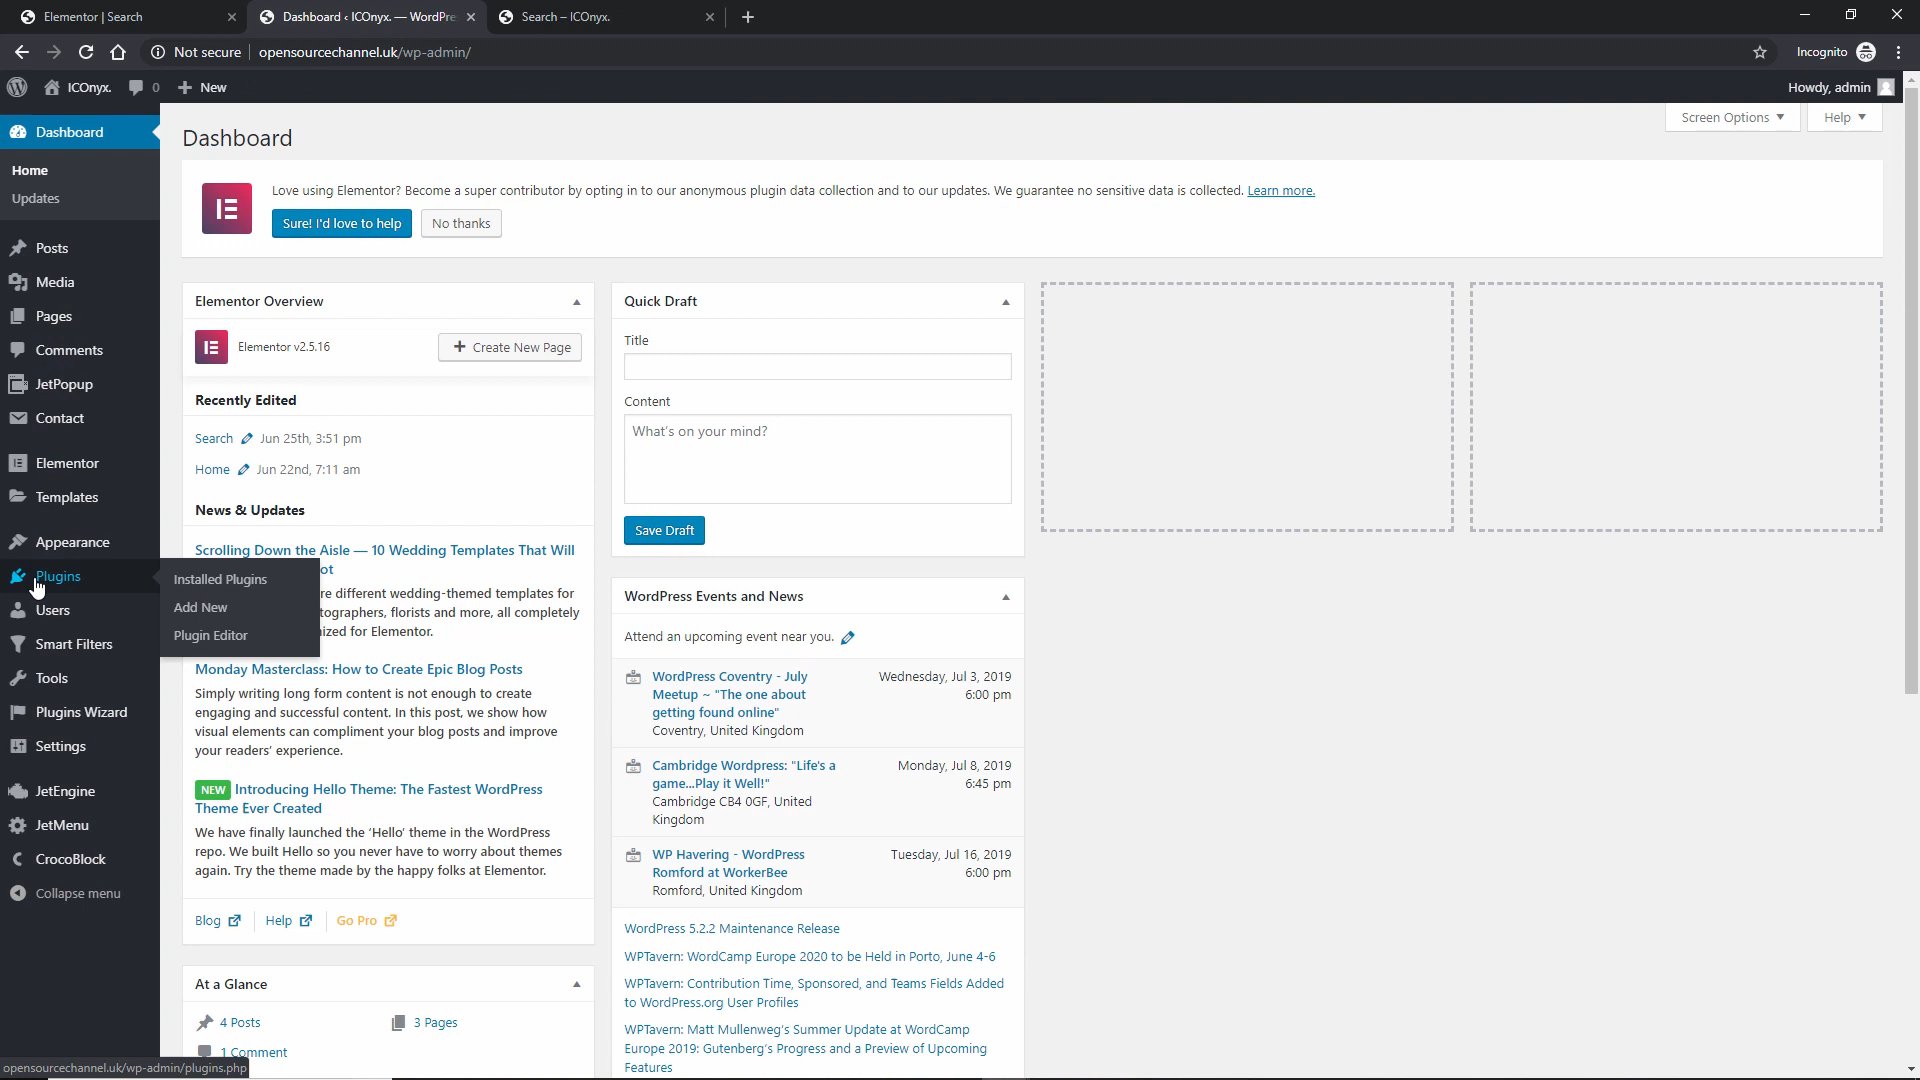 Elementor | Search
Dashboard ‹ ICOnyx. — WordPre
Search – ICOnyx.
Not secure
opensourcechannel.uk/wp-admin/
Incognito
ICOnyx.
0
New
Howdy, admin
Dashboard
Home
Updates
Posts
Media
Pages
Comments
JetPopup
Contact
Elementor
Templates
Appearance
Plugins
Users
Smart Filters
Tools
Plugins Wizard
Settings
JetEngine
JetMenu
CrocoBlock
Collapse menu
Installed Plugins
Add New
Plugin Editor
Screen Options
Help
Dashboard
Love using Elementor? Become a super contributor by opting in to our anonymous plugin data collection and to our updates. We guarantee no sensitive data is collected. Learn more.
Sure! I'd love to help
No thanks
Elementor Overview
Elementor v2.5.16
Create New Page
Recently Edited
Search Jun 25th, 3:51 pm
Home Jun 22nd, 7:11 am
News & Updates
Scrolling Down the Aisle — 10 Wedding Templates That Will
ot
re different wedding-themed templates for
tographers, florists and more, all completely
ized for Elementor.
Monday Masterclass: How to Create Epic Blog Posts
Simply writing long form content is not enough to create
engaging and successful content. In this post, we show how
visual elements can compliment your blog posts and improve
your readers' experience.
NEW Introducing Hello Theme: The Fastest WordPress
Theme Ever Created
We have finally launched the 'Hello' theme in the WordPress
repo. We built Hello so you never have to worry about themes
again. Try the theme made by the happy folks at Elementor.
Blog
Help
Go Pro
At a Glance
4 Posts
3 Pages
1 Comment
Quick Draft
Title
Content
What's on your mind?
Save Draft
WordPress Events and News
Attend an upcoming event near you.
WordPress Coventry - July
Meetup ~ "The one about
getting found online"
Coventry, United Kingdom
Wednesday, Jul 3, 2019
6:00 pm
Cambridge Wordpress: "Life's a
game...Play it Well!"
Cambridge CB4 0GF, United
Kingdom
Monday, Jul 8, 2019
6:45 pm
WP Havering - WordPress
Romford at WorkerBee
Romford, United Kingdom
Tuesday, Jul 16, 2019
6:00 pm
WordPress 5.2.2 Maintenance Release
WPTavern: WordCamp Europe 2020 to be Held in Porto, June 4-6
WPTavern: Contribution Time, Sponsored, and Teams Fields Added
to WordPress.org User Profiles
WPTavern: Matt Mullenweg's Summer Update at WordCamp
Europe 2019: Gutenberg's Progress and a Preview of Upcoming
Features
opensourcechannel.uk/wp-admin/plugins.php